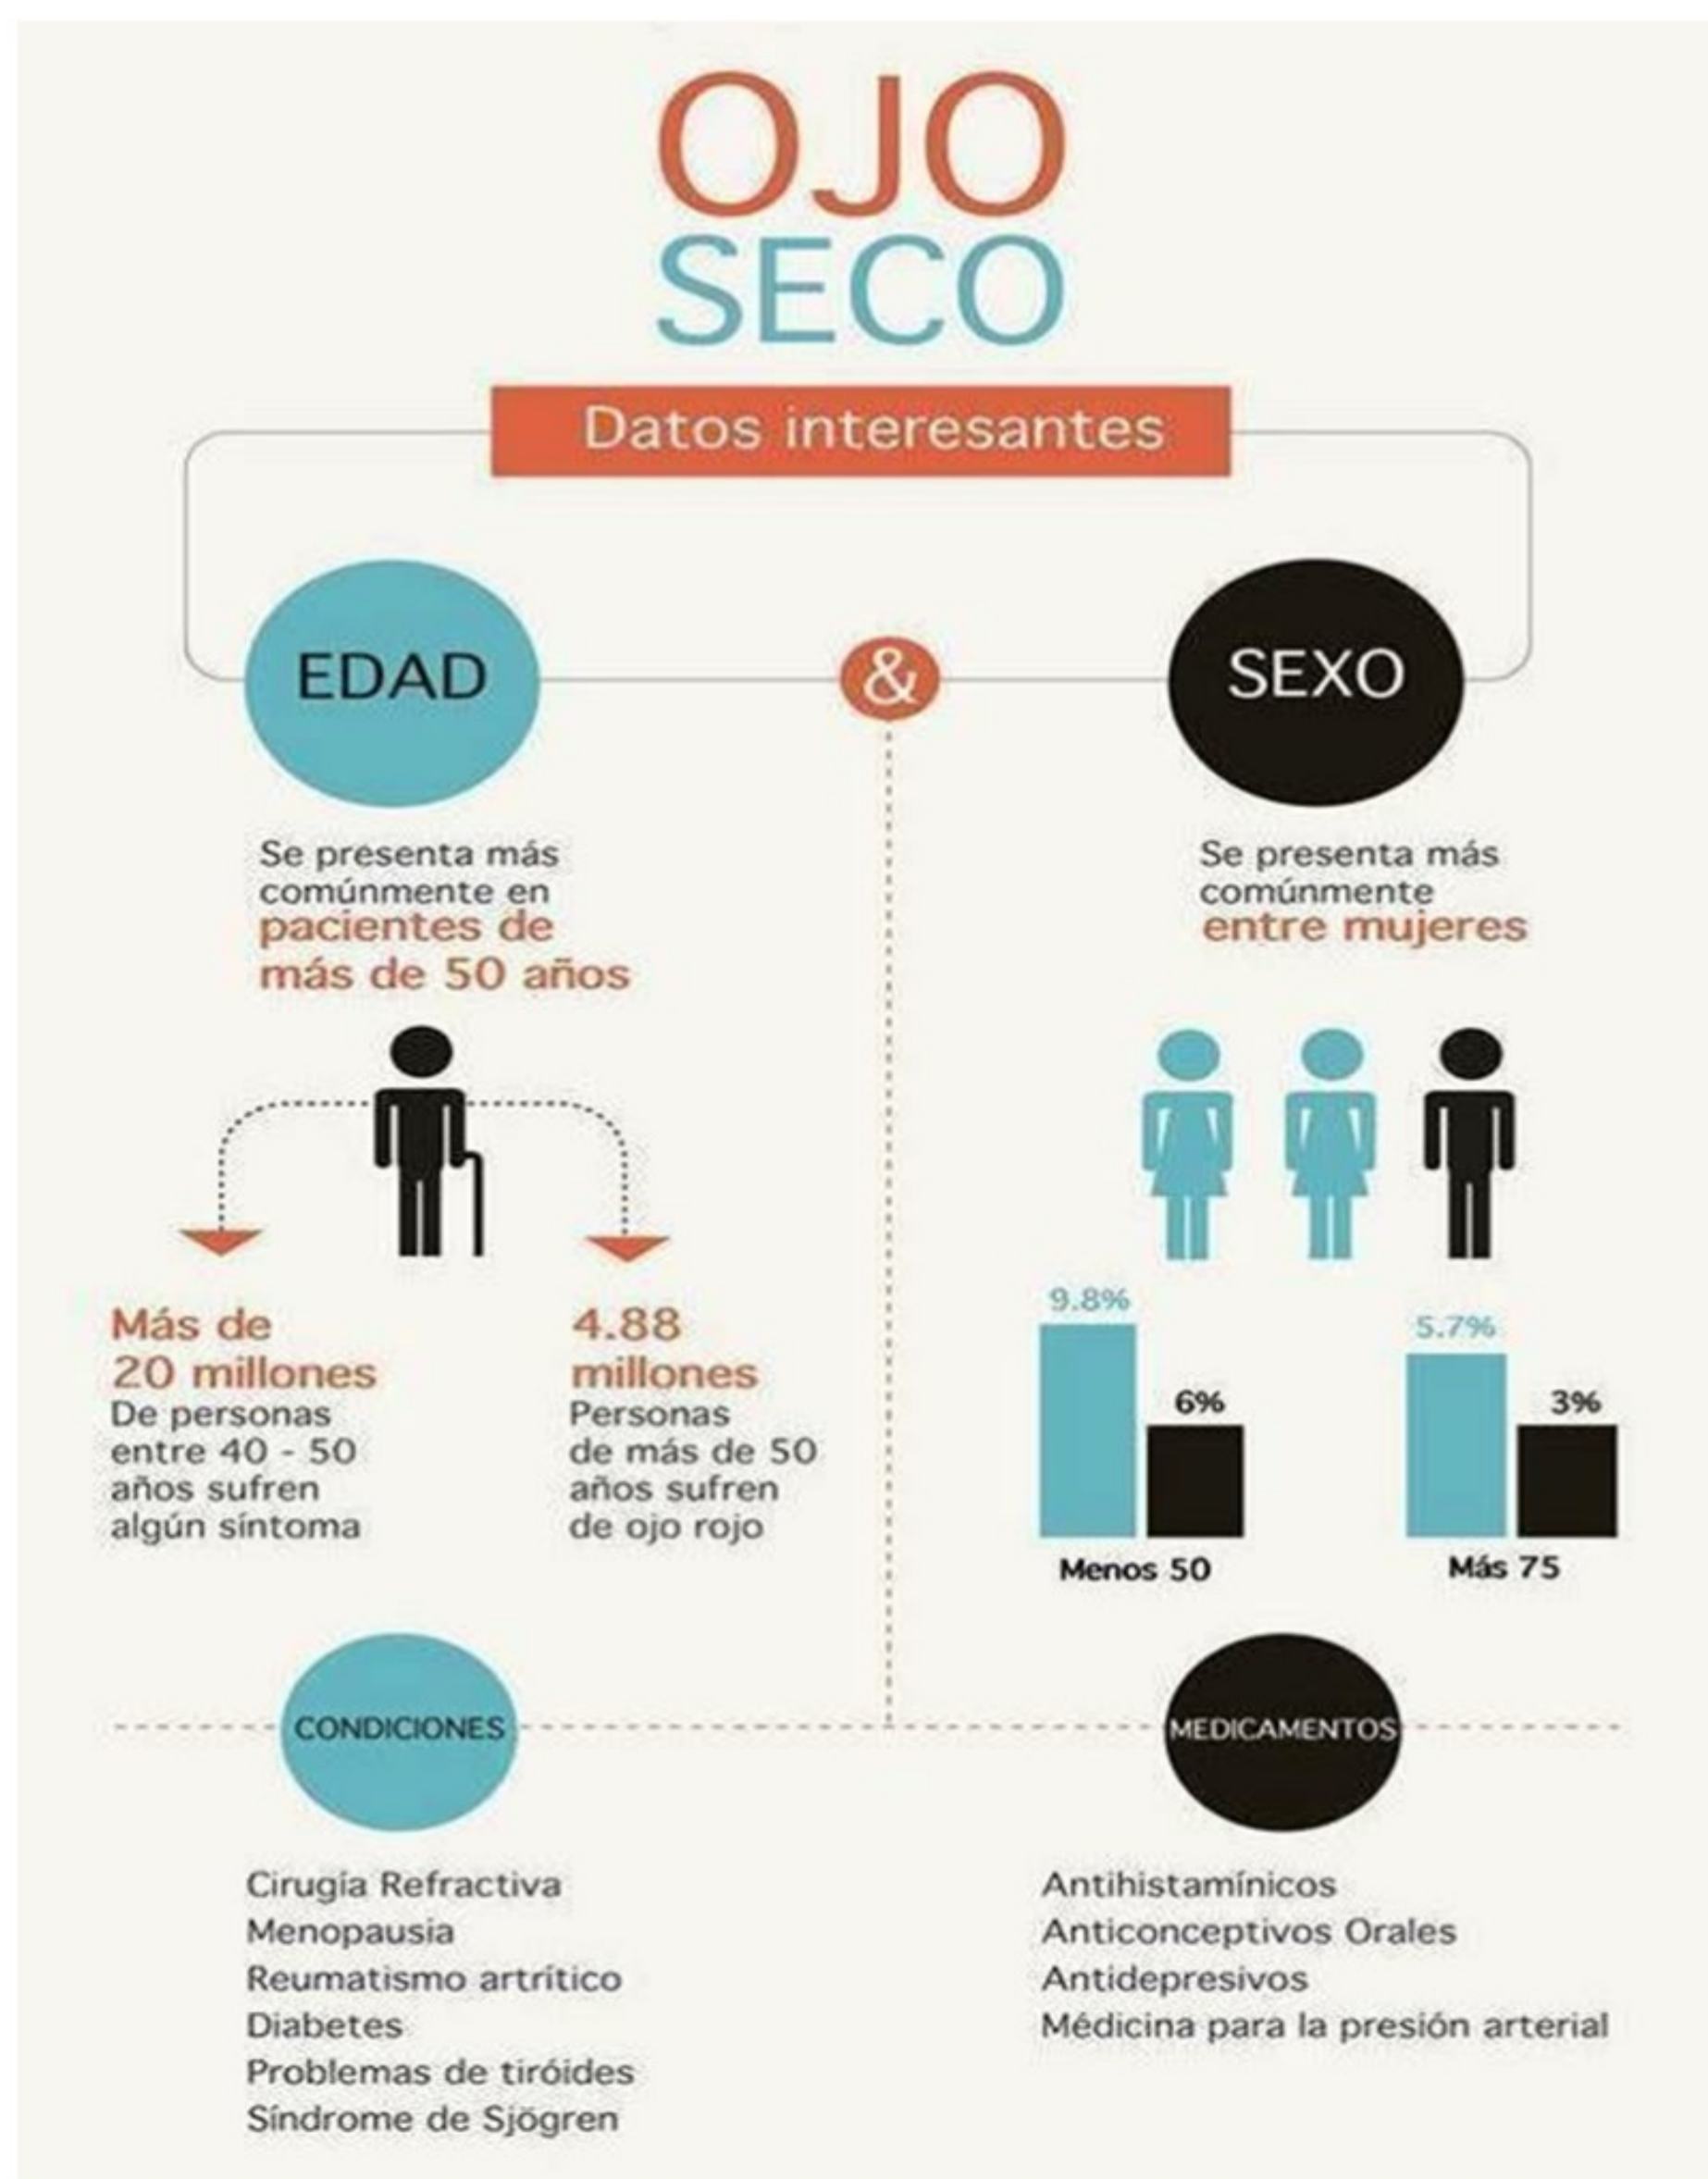 OJO
SECO
Datos interesantes
EDAD
&
SEXO
Se presenta más
comúnmente en
pacientes de
más de 50 años
Se presenta más
comúnmente
entre mujeres
Más de
20 millones
De personas
entre 40 - 50
años sufren
algún síntoma
4.88
millones
Personas
de más de 50
años sufren
de ojo rojo
9.8%
6%
Menos 50
5.7%
3%
Más 75
CONDICIONES
MEDICAMENTOS
Cirugía Refractiva
Menopausia
Reumatismo artrítico
Diabetes
Problemas de tiróides
Síndrome de Sjögren
Antihistamínicos
Anticonceptivos Orales
Antidepresivos
Médicina para la presión arterial